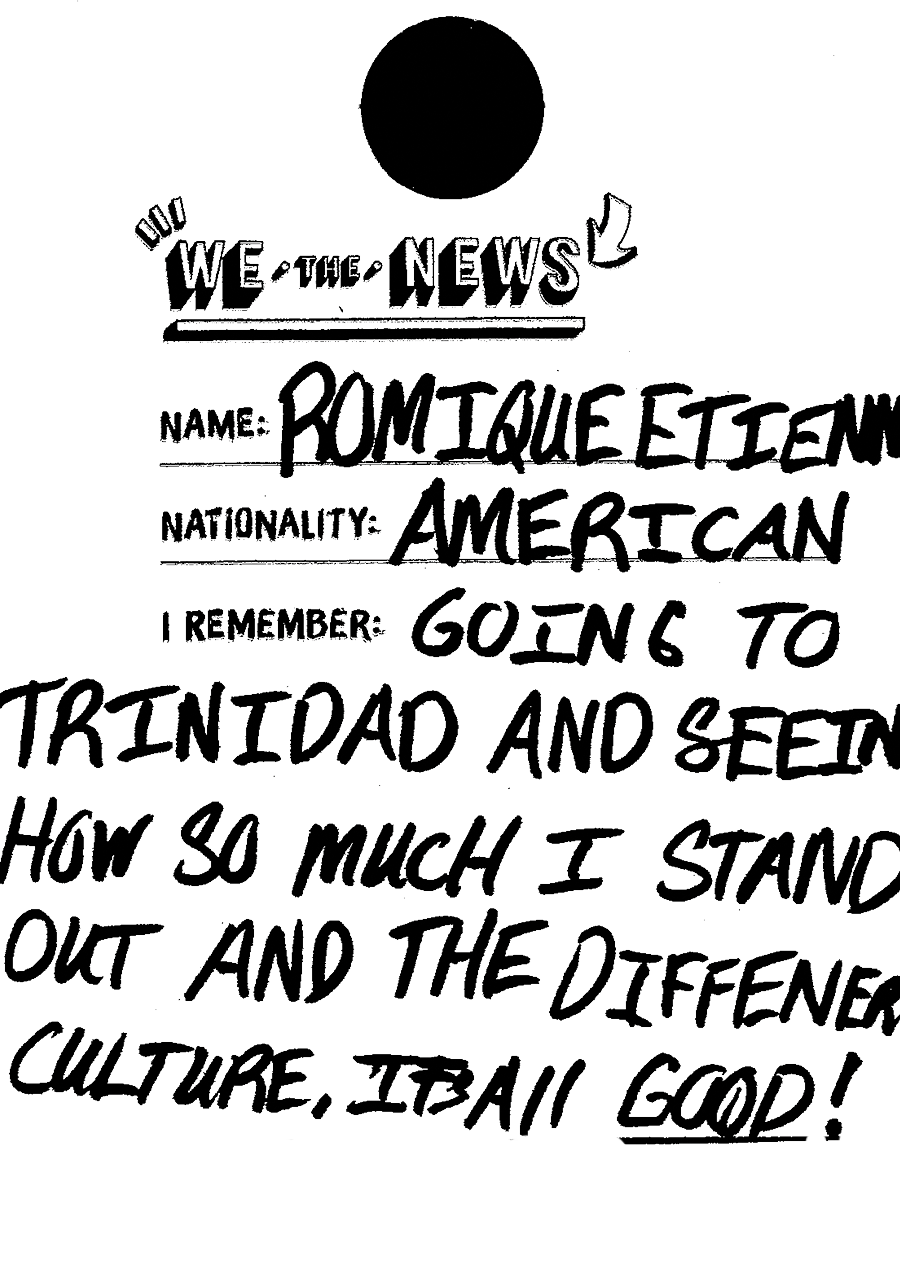 WE THE NEWS
NAME: ROMIQUE ETIENN
NATIONALITY: AMERICAN
I REMEMBER: GOING TO
TRINIDAD AND SEEIN
HOW SO MUCH I STAND
OUT AND THE DIFFENER
CULTURE, ITS All GOOD!